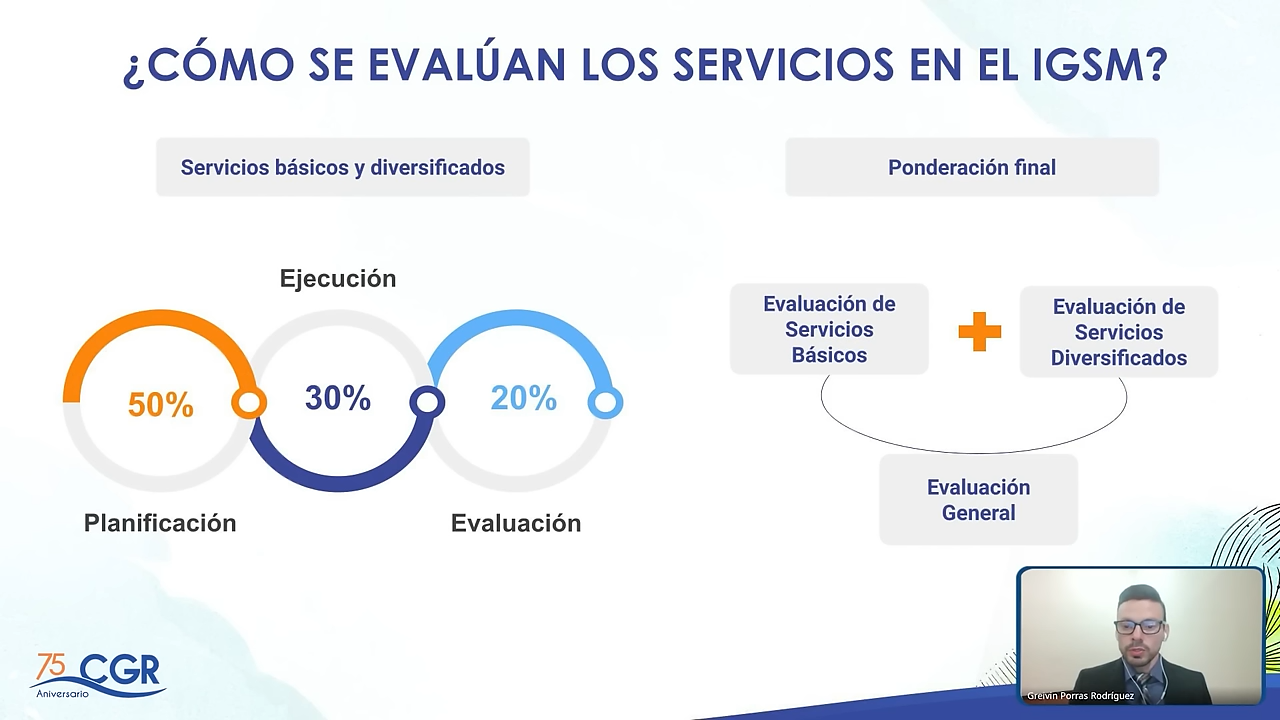 ¿CÓMO SE EVALÚAN LOS SERVICIOS EN EL IGSM?
Servicios básicos y diversificados
Ejecución
50%
30%
20%
Planificación
Evaluación
Ponderación final
Evaluación de
Servicios
Básicos
Evaluación de
Servicios
Diversificados
Evaluación
General
75 CGR
Aniversario
Greivin Porras Rodríguez